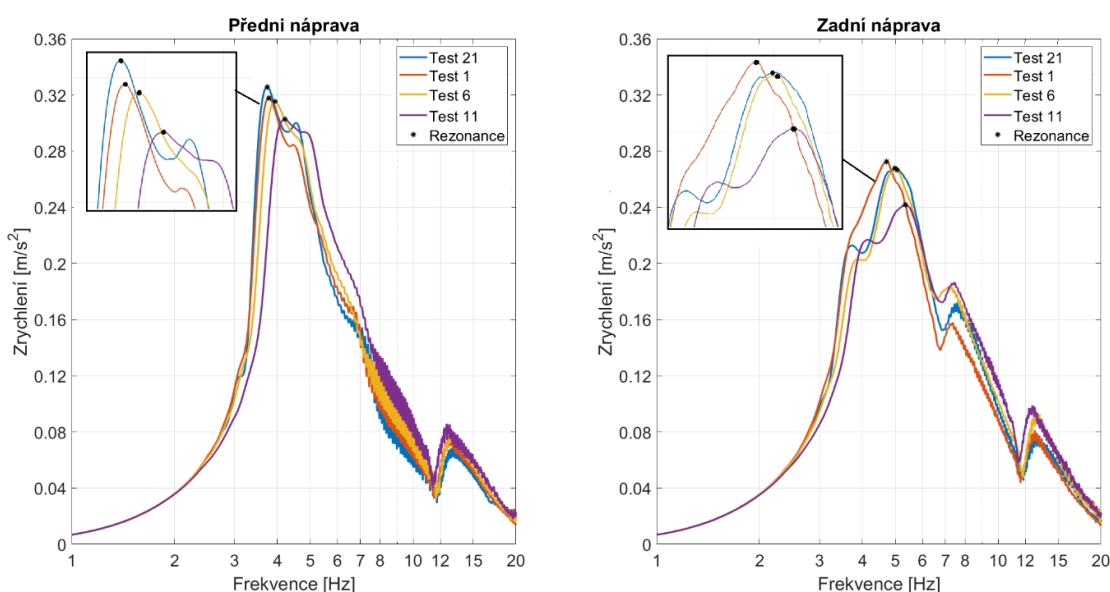 Přědni náprava
Zrychlení [m/s²]
0.36
0.32
0.28
0.24
0.2
0.16
0.12
0.08
0.04
0
Test 21
Test 1
Test 6
Test 11
Rezonance
1 2 3 4 5 6 7 8 10 12 20
Frekvence [Hz]
Zadní náprava
Zrychlení [m/s²]
0.36
0.32
0.28
0.24
0.2
0.16
0.12
0.08
0.04
0
Test 21
Test 1
Test 6
Test 11
Rezonance
1 2 3 4 5 6 7 8 10 12 20
Frekvence [Hz]